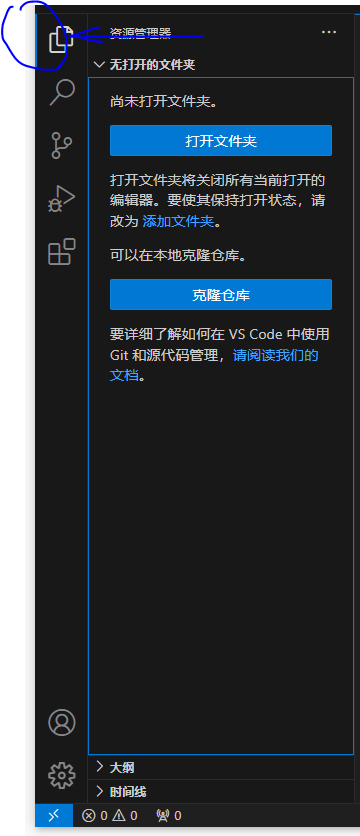 资源管理器
无打开的文件夹
尚未打开文件夹。
打开文件夹
打开文件夹将关闭所有当前打开的
编辑器。要使其保持打开状态，请
改为 添加文件夹。
可以在本地克隆仓库。
克隆仓库
要详细了解如何在 VS Code 中使用
Git 和源代码管理，请阅读我们的
文档。
大纲
时间线
0 0 0